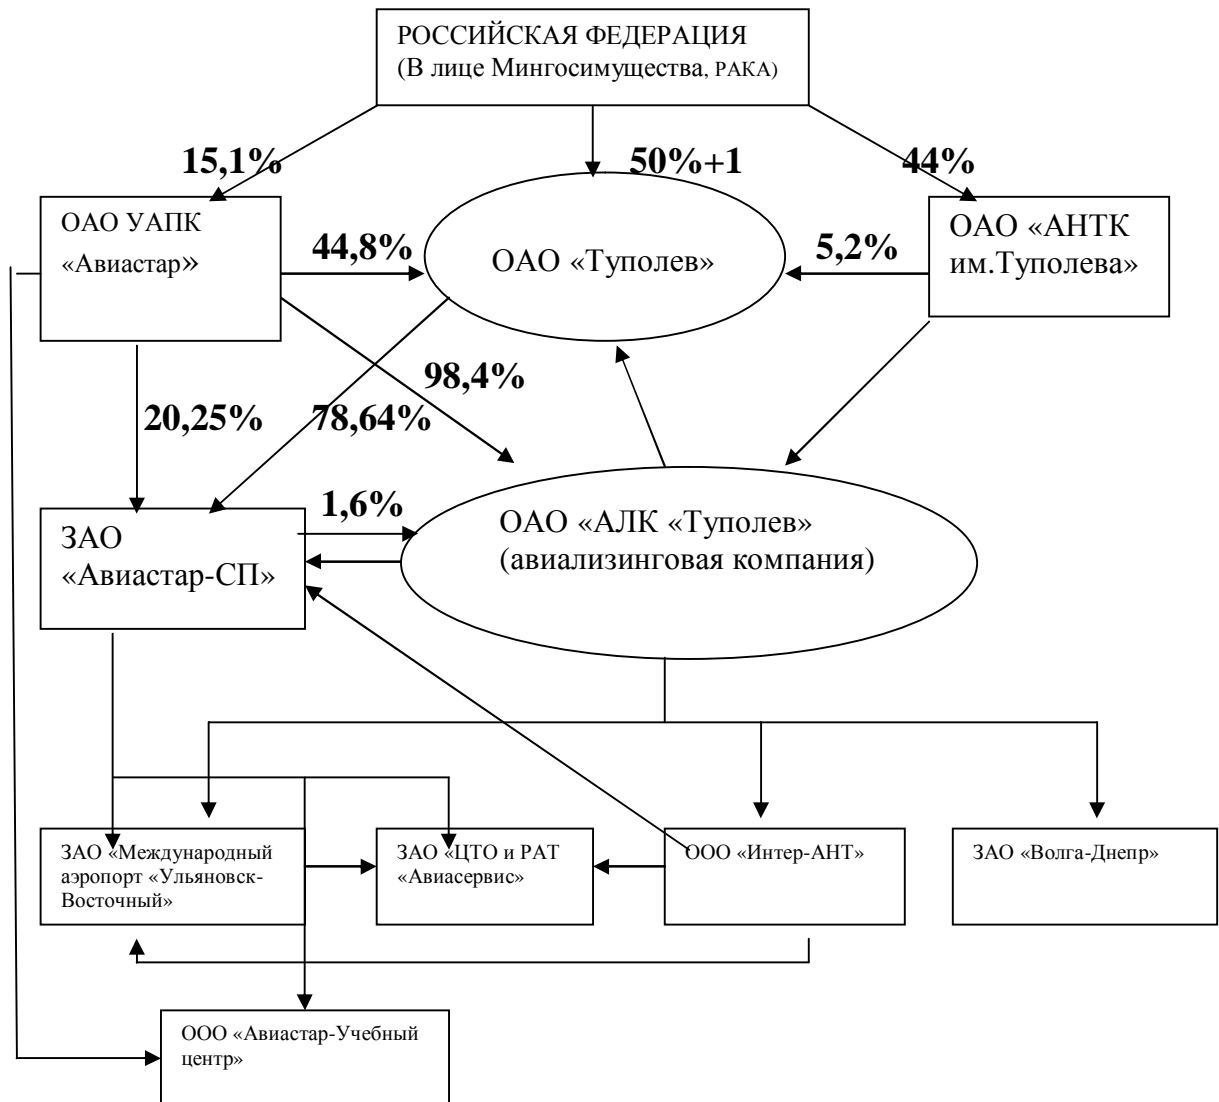 РОССИЙСКАЯ ФЕДЕРАЦИЯ
(В лице Мингосимущества, РАКА)
15,1%
50%+1
44%
ОАО УАПК
«Авиастар»
44,8%
ОАО «Туполев»
5,2%
ОАО «АНТК
им.Туполева»
98,4%
20,25%
78,64%
1,6%
ЗАО
«Авиастар-СП»
ОАО «АЛК «Туполев»
(авиализинговая компания)
ЗАО «Международный
аэропорт «Ульяновск-
Восточный»
ЗАО «ЦТО и РАТ
«Авиасервис»
ООО «Интер-АНТ»
ЗАО «Волга-Днепр»
ООО «Авиастар-Учебный
центр»